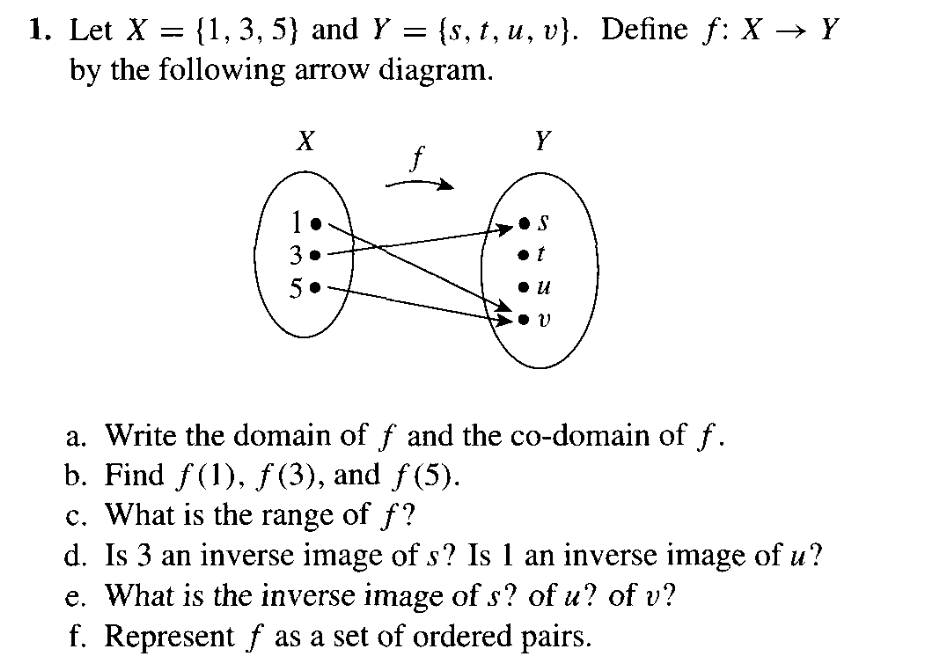 1. Let X = {1, 3, 5} and Y = {s, t, u, v}. Define f: X → Y
by the following arrow diagram.
X
f
Y
1
s
3
t
5
u
v
a. Write the domain of f and the co-domain of f.
b. Find f(1), f(3), and f(5).
c. What is the range of f?
d. Is 3 an inverse image of s? Is 1 an inverse image of u?
e. What is the inverse image of s? of u? of v?
f. Represent f as a set of ordered pairs.